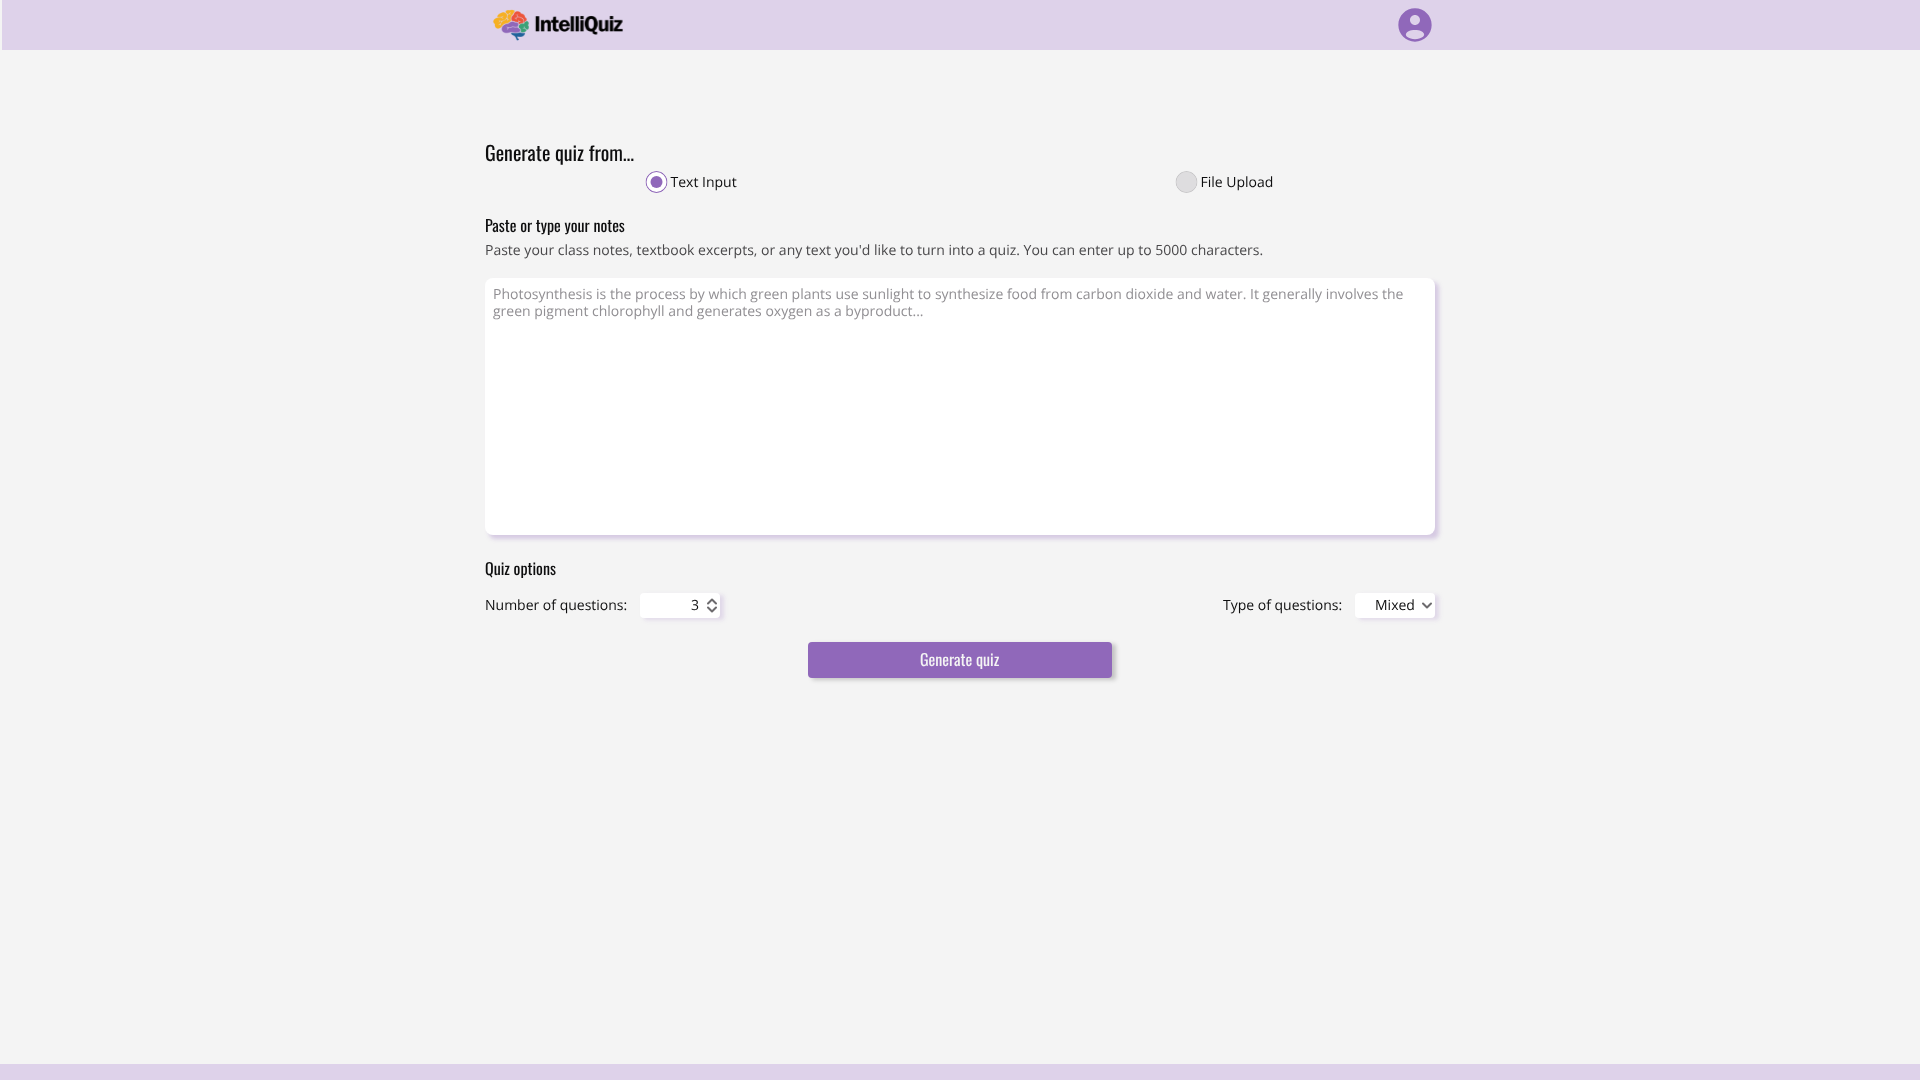 IntelliQuiz
Generate quiz from...
Text Input
File Upload
Paste or type your notes
Paste your class notes, textbook excerpts, or any text you'd like to turn into a quiz. You can enter up to 5000 characters.
Photosynthesis is the process by which green plants use sunlight to synthesize food from carbon dioxide and water. It generally involves the
green pigment chlorophyll and generates oxygen as a byproduct...
Quiz options
Number of questions: 3
Type of questions: Mixed
Generate quiz